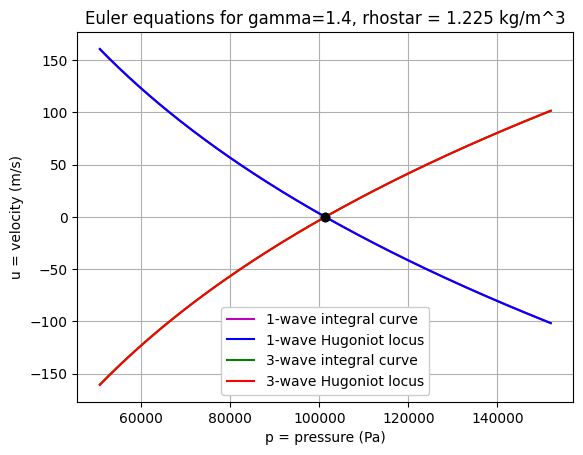 Euler equations for gamma=1.4, rhostar = 1.225 kg/m^3
u = velocity (m/s)
150
100
50
0
−50
−100
−150
1-wave integral curve
1-wave Hugoniot locus
3-wave integral curve
3-wave Hugoniot locus
60000 80000 100000 120000 140000
p = pressure (Pa)